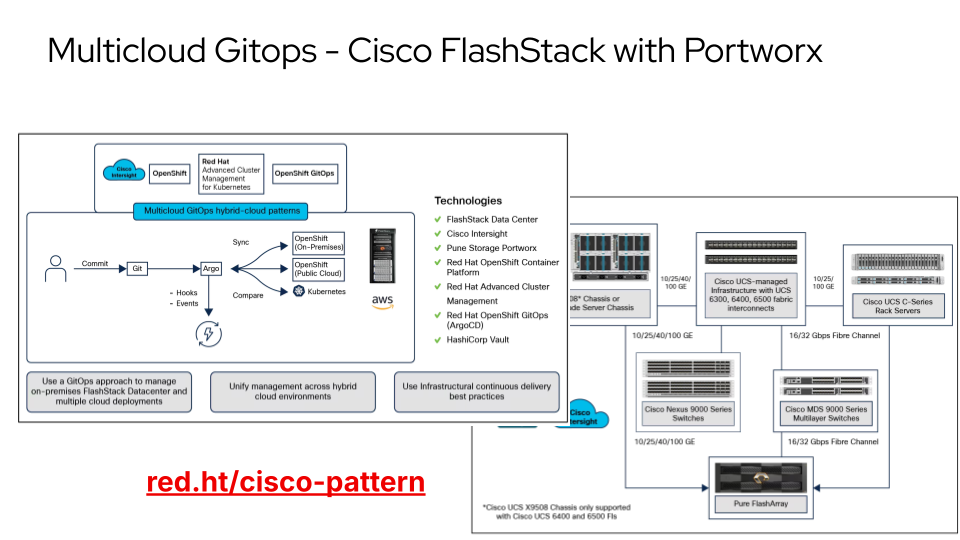 Multicloud Gitops - Cisco FlashStack with Portworx
Cisco
Intersight
OpenShift
Red Hat
Advanced Cluster
Management
for Kubernetes
OpenShift GitOps
Multicloud GitOps hybrid-cloud patterns
Commit
Git
Argo
Sync
Compare
OpenShift
(On-Premises)
OpenShift
(Public Cloud)
Kubernetes
- Hooks
- Events
aws
Technologies
FlashStack Data Center
Cisco Intersight
Pune Storage Portworx
Red Hat OpenShift Container
Platform
Red Hat Advanced Cluster
Management
Red Hat OpenShift GitOps
(ArgoCD)
HashiCorp Vault
Use a GitOps approach to manage
on-premises FlashStack Datacenter and
multiple cloud deployments
Unify management across hybrid
cloud environments
Use Infrastructural continuous delivery
best practices
08* Chassis or
de Server Chassis
10/25/40/
100 GE
Cisco UCS-managed
Infrastructure with UCS
6300, 6400, 6500 fabric
interconnects
10/25/
100 GE
Cisco UCS C-Series
Rack Servers
10/25/40/100 GE
16/32 Gbps Fibre Channel
Cisco Nexus 9000 Series
Switches
Cisco MDS 9000 Series
Multilayer Switches
Cisco
tersight
10/25/40/100 GE
16/32 Gbps Fibre Channel
Pure FlashArray
*Cisco UCS X9508 Chassis only supported
with Cisco UCS 6400 and 6500 FIs
red.ht/cisco-pattern